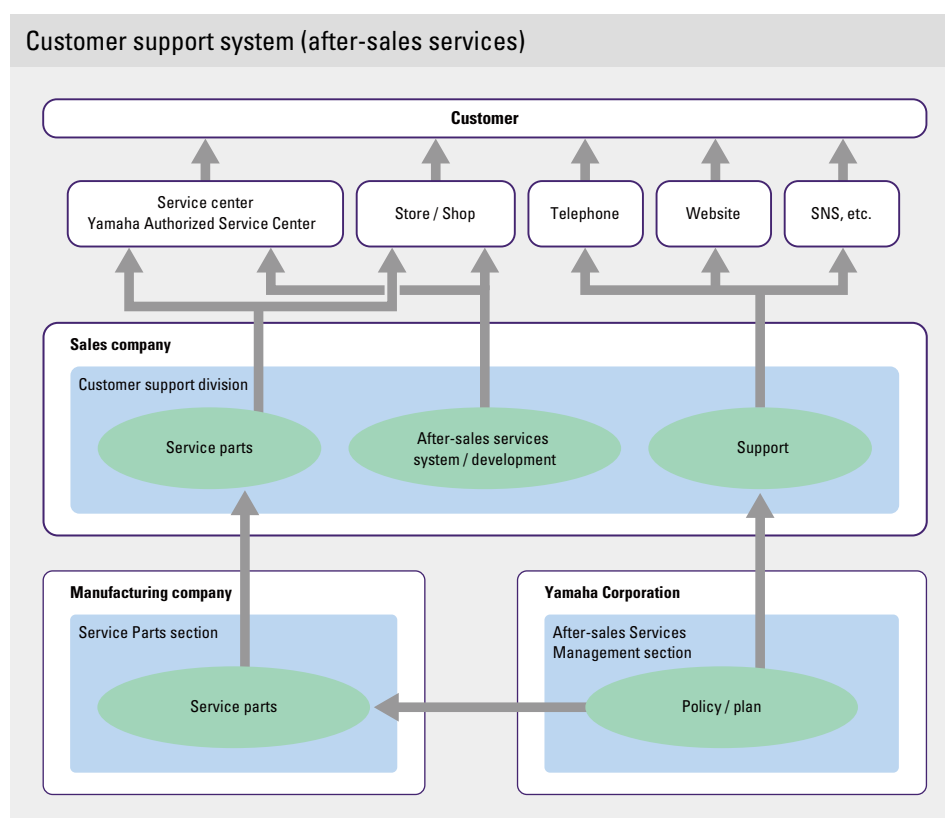 Customer support system (after-sales services)
Customer
Service center
Yamaha Authorized Service Center
Store / Shop
Telephone
Website
SNS, etc.
Sales company
Customer support division
Service parts
After-sales services
system / development
Support
Manufacturing company
Service Parts section
Service parts
Yamaha Corporation
After-sales Services
Management section
Policy / plan